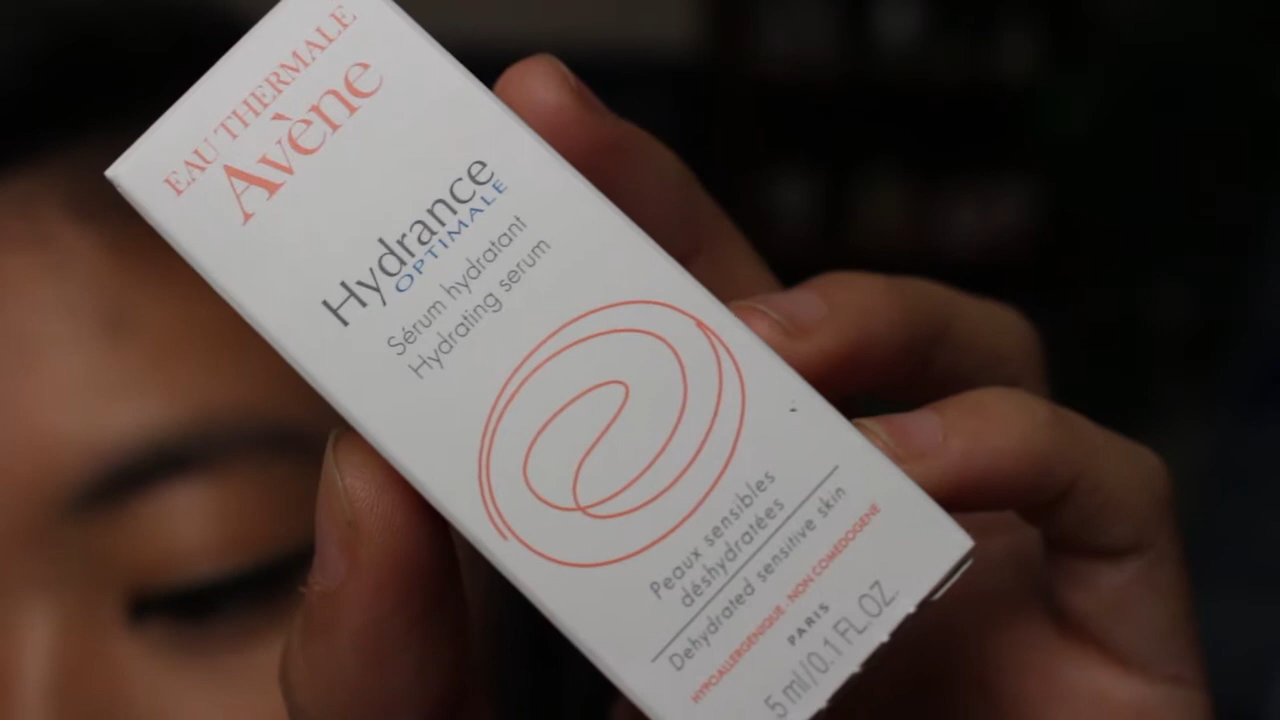 EAU THERMALE
Avène
Hydrance
OPTIMALE
Sérum hydratant
Hydrating serum
Peaux sensibles
déshydratées
Dehydrated sensitive skin
HYPOALLERGENIQUE - NON COMEDOGENE
PARIS
5 ml/0.1 FL.OZ.